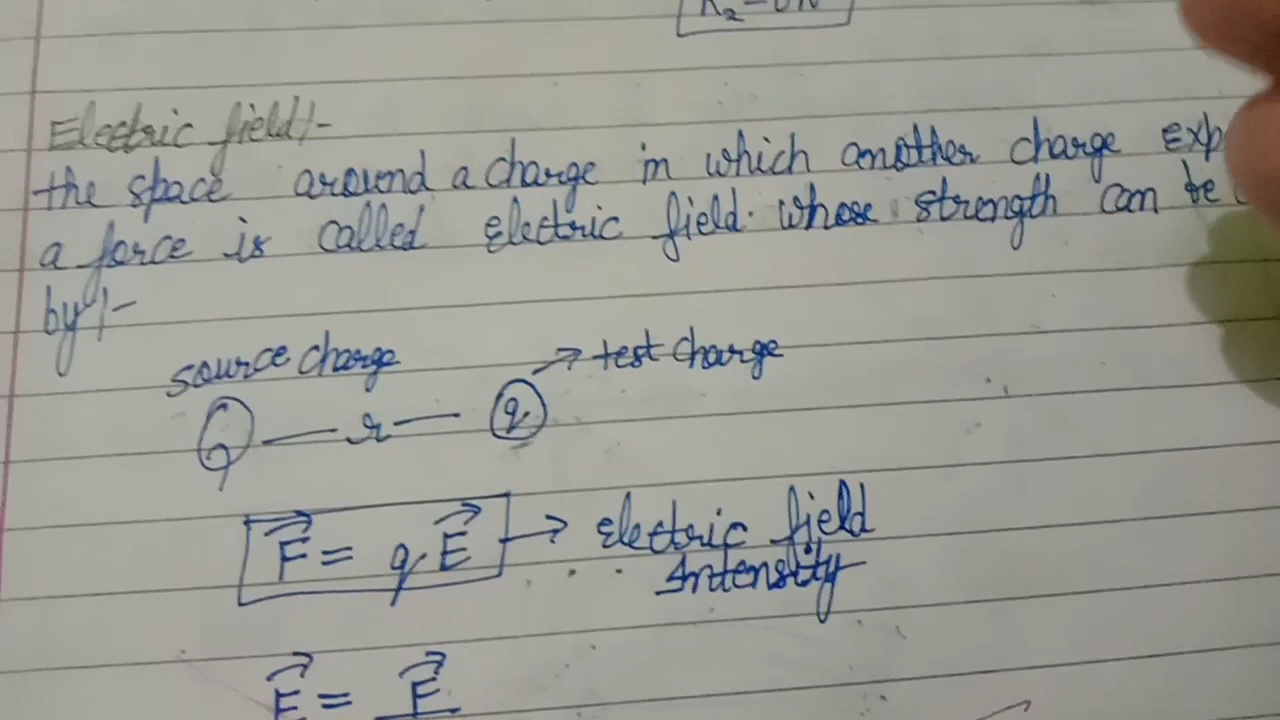 Electric field:-
the space around a charge in which another charge exp
a force is called electric field. whose strength can be
by:-
source charge
→ test charge
Q — r — q
F = qE → Electric field
Intensity
E = F